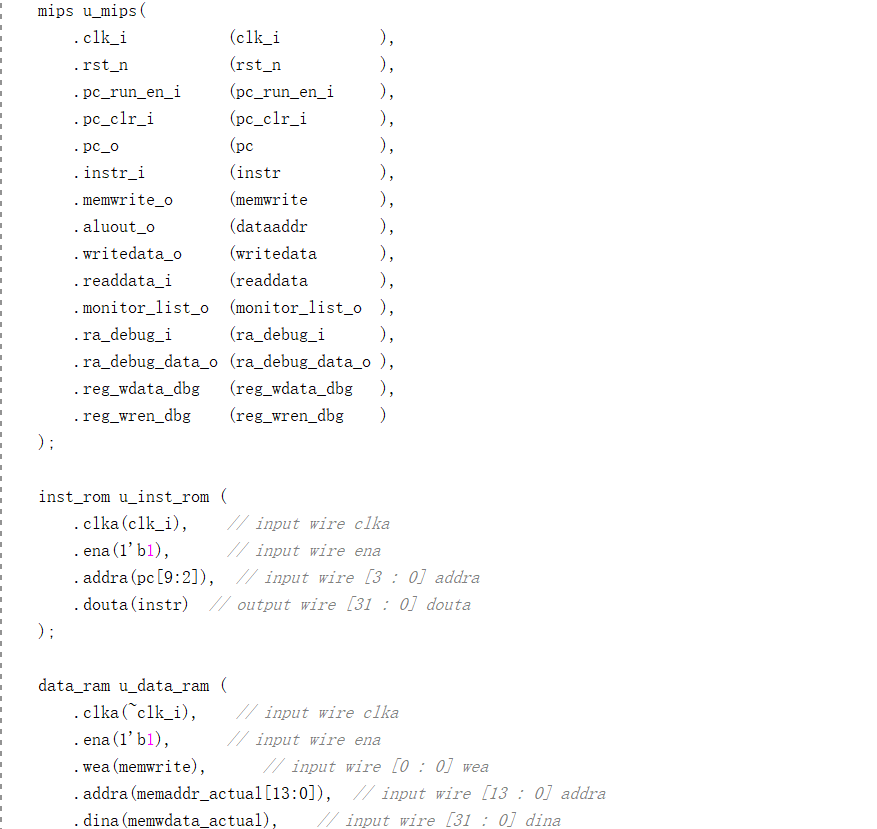 mips u_mips(
.clk_i (clk_i ),
.rst_n (rst_n ),
.pc_run_en_i (pc_run_en_i ),
.pc_clr_i (pc_clr_i ),
.pc_o (pc ),
.instr_i (instr ),
.memwrite_o (memwrite ),
.aluout_o (dataaddr ),
.writedata_o (writedata ),
.readdata_i (readdata ),
.monitor_list_o (monitor_list_o ),
.ra_debug_i (ra_debug_i ),
.ra_debug_data_o (ra_debug_data_o ),
.reg_wdata_dbg (reg_wdata_dbg ),
.reg_wren_dbg (reg_wren_dbg )
);
inst_rom u_inst_rom (
.clka(clk_i), // input wire clka
.ena(1'b1), // input wire ena
.addra(pc[9:2]), // input wire [3 : 0] addra
.douta(instr) // output wire [31 : 0] douta
);
data_ram u_data_ram (
.clka(~clk_i), // input wire clka
.ena(1'b1), // input wire ena
.wea(memwrite), // input wire [0 : 0] wea
.addra(memaddr_actual[13:0]), // input wire [13 : 0] addra
.dina(memwdata_actual), // input wire [31 : 0] dina